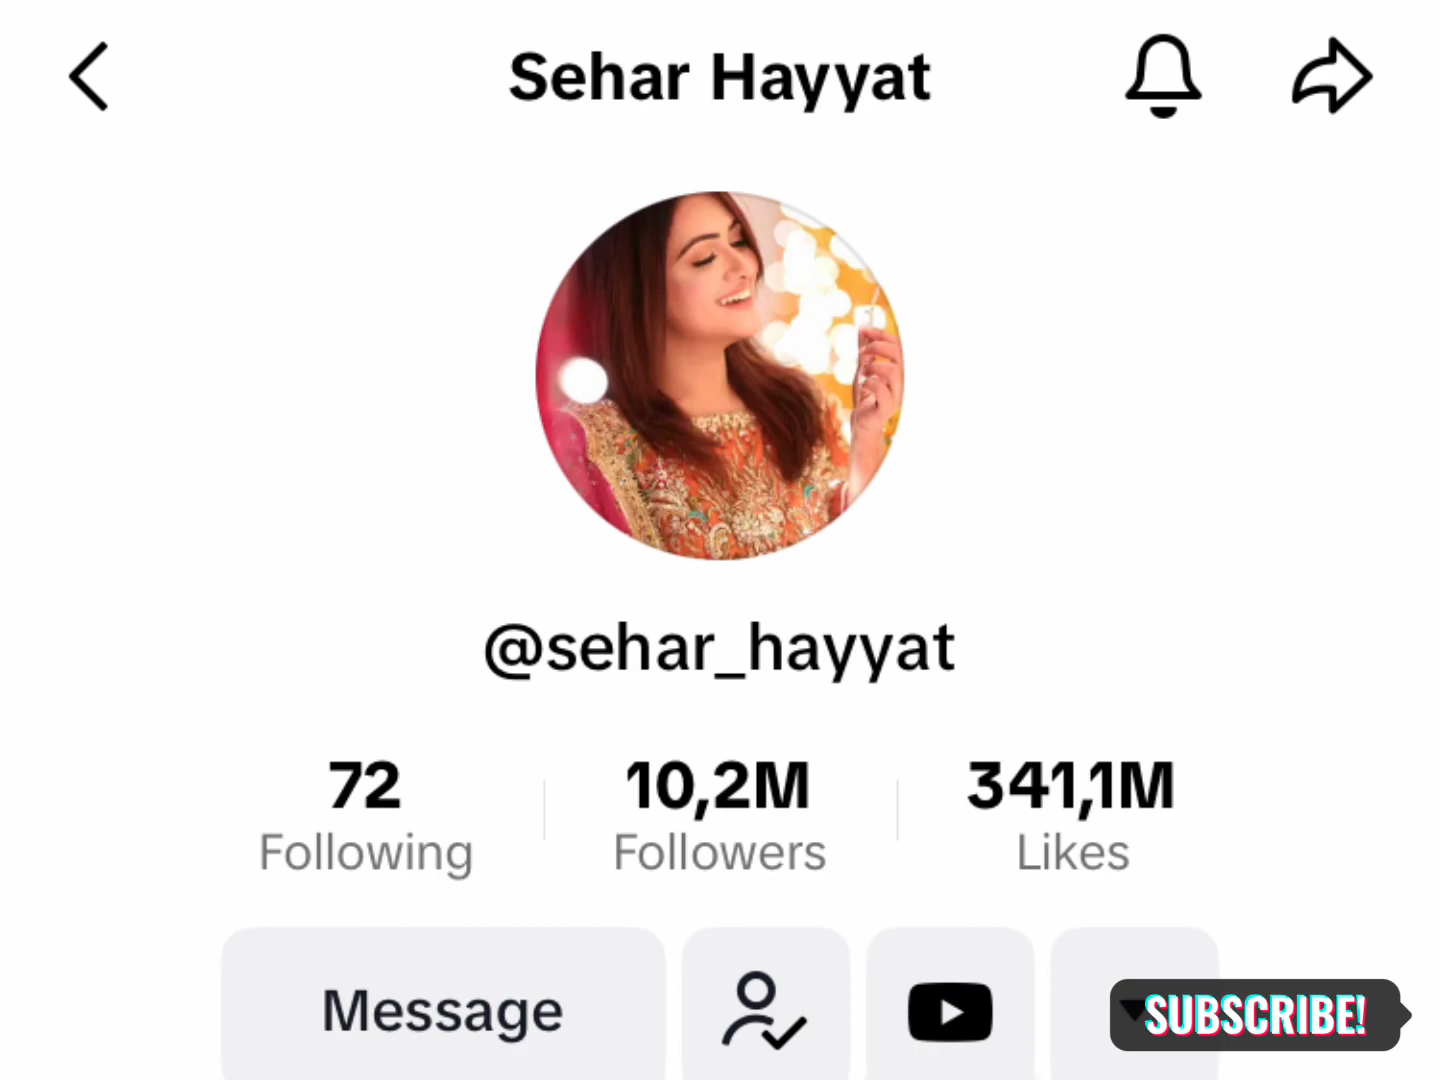 Sehar Hayyat
@sehar_hayyat
72 10,2M 341,1M
Following Followers Likes
Message
SUBSCRIBE!